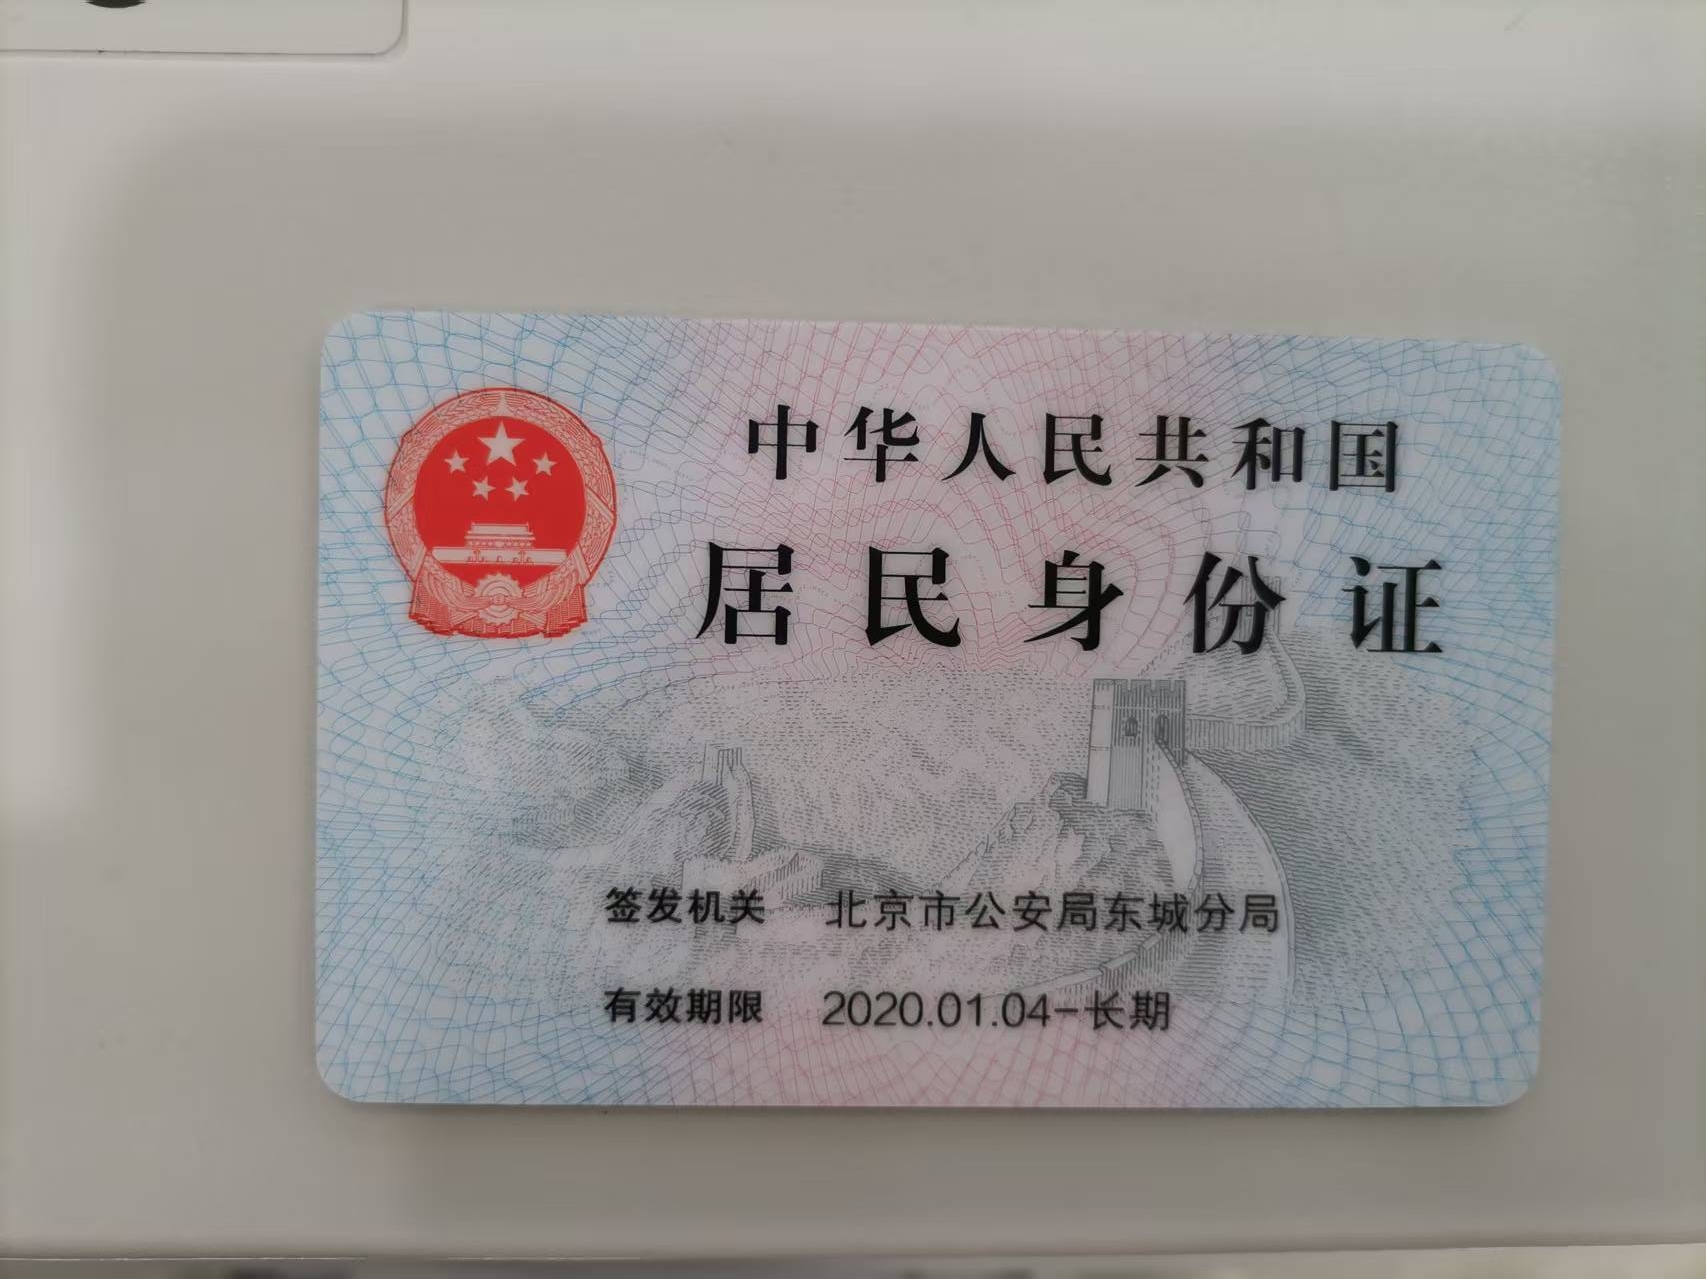 中华人民共和国
居民身份证
签发机关 北京市公安局东城分局
有效期限 2020.01.04-长期